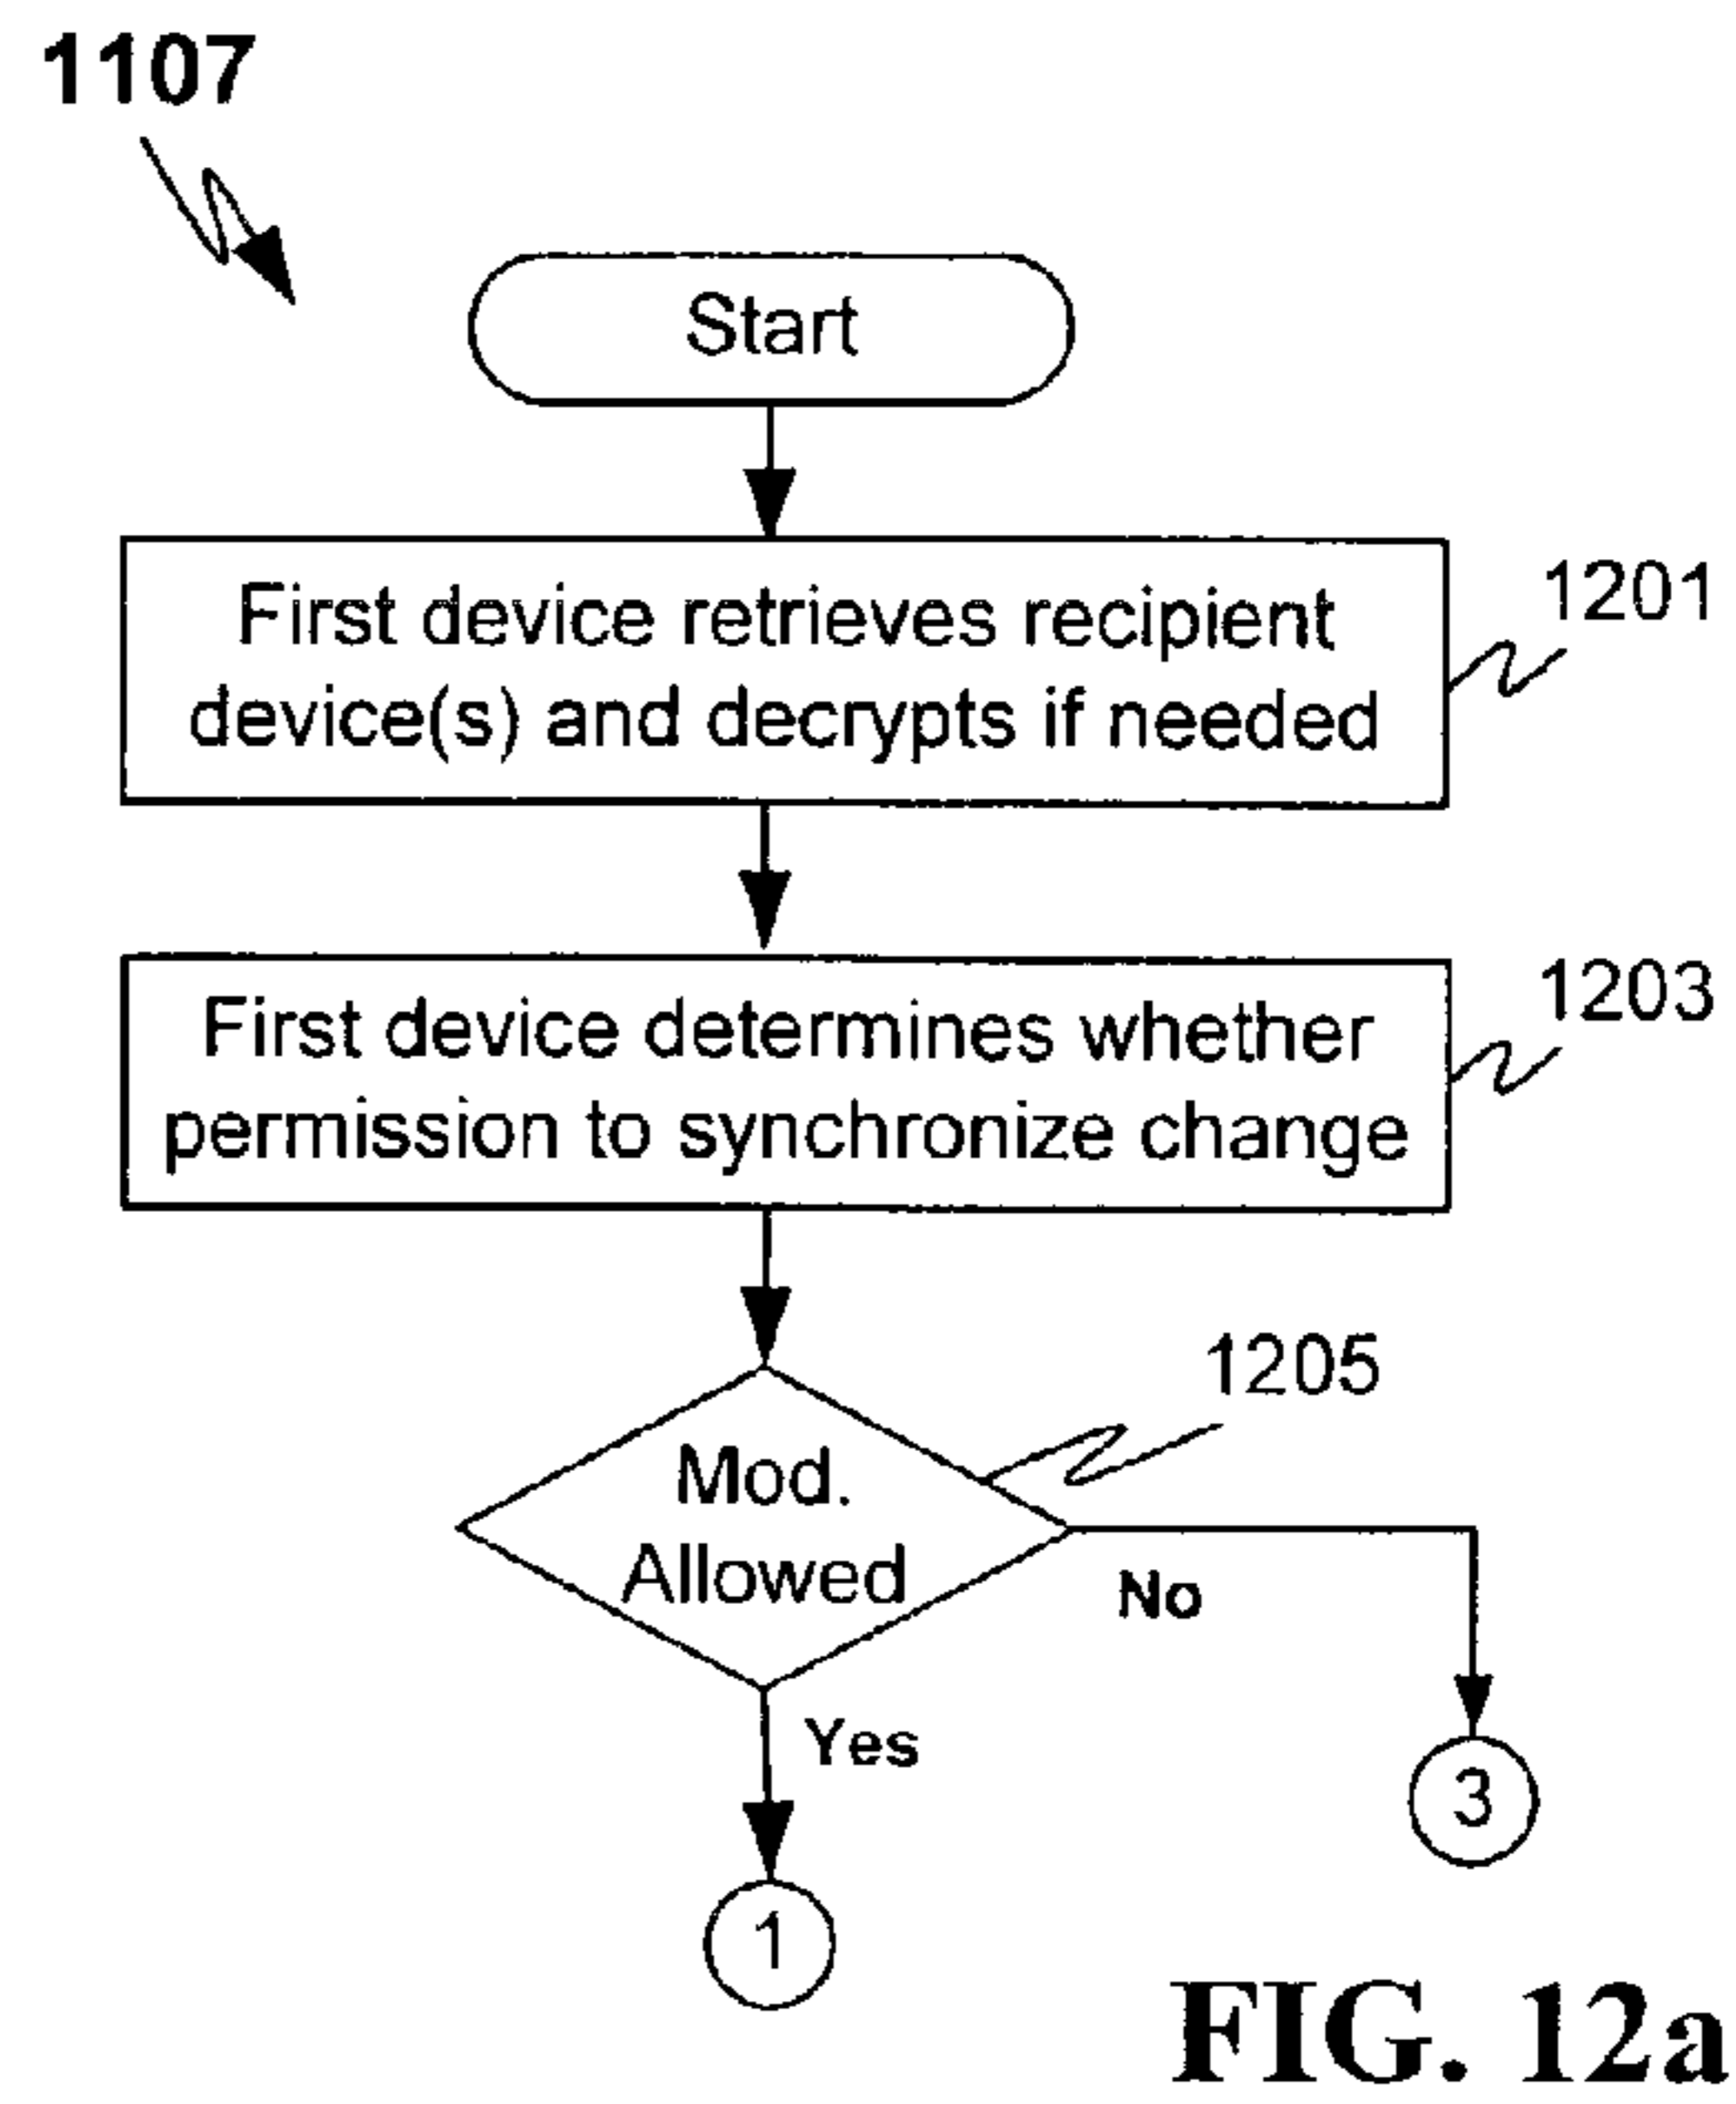 1107
Start
First device retrieves recipient
device(s) and decrypts if needed
1201
First device determines whether
permission to synchronize change
1203
1205
Mod.
Allowed
No
Yes
3
1
FIG. 12a